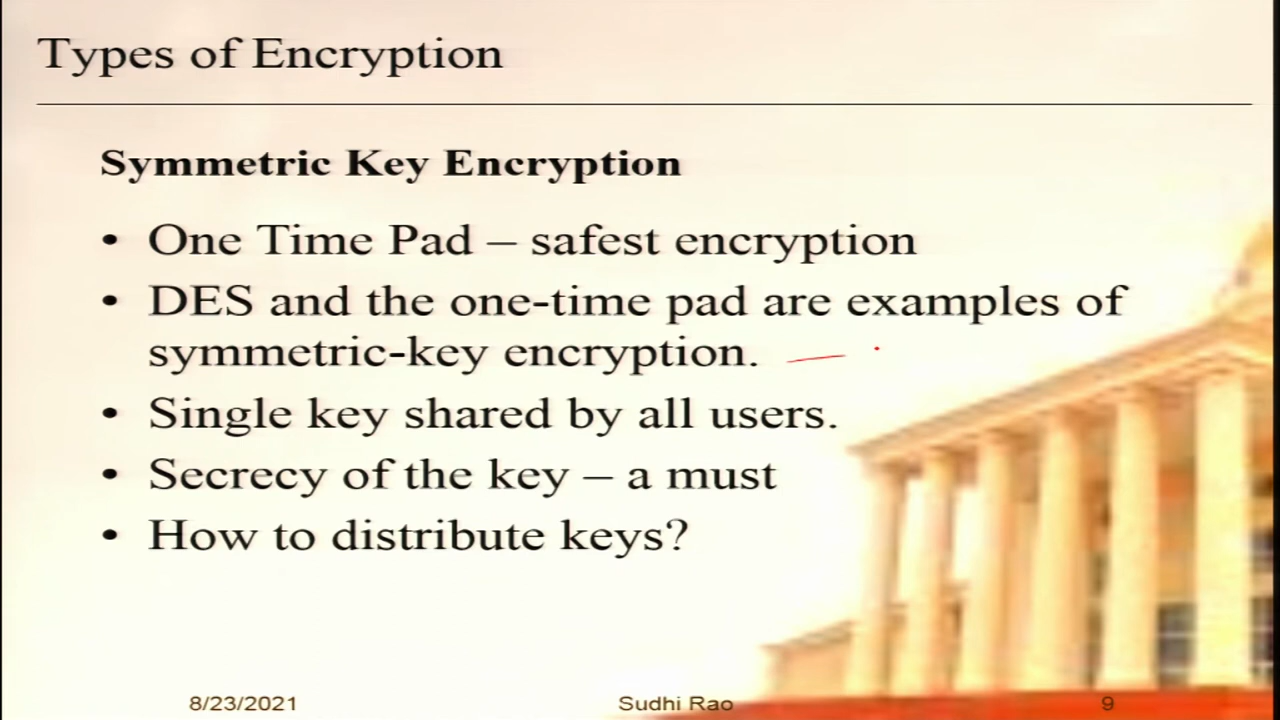 Types of Encryption
Symmetric Key Encryption
• One Time Pad – safest encryption
• DES and the one-time pad are examples of
symmetric-key encryption.
• Single key shared by all users.
• Secrecy of the key – a must
• How to distribute keys?
8/23/2021 Sudhi Rao 9